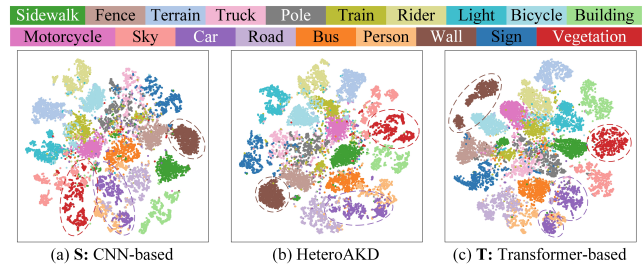 Sidewalk Fence Terrain Truck Pole Train Rider Light Bicycle Building
Motorcycle Sky Car Road Bus Person Wall Sign Vegetation
(a) S: CNN-based (b) HeteroAKD (c) T: Transformer-based